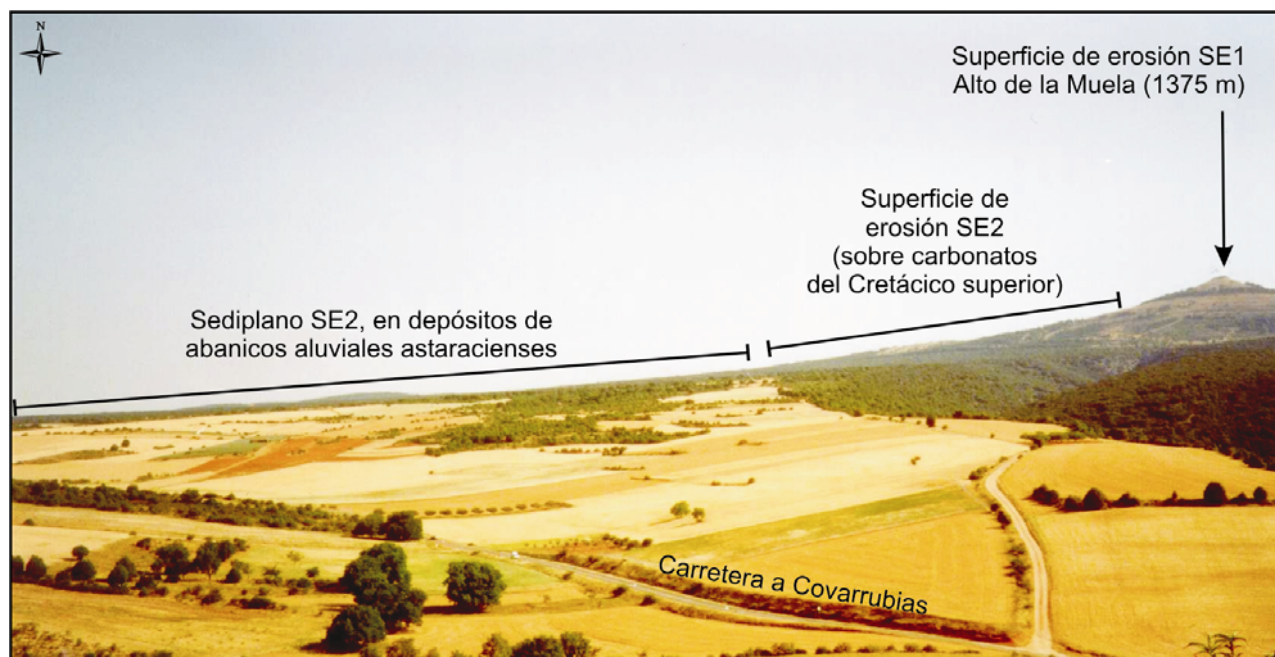 N
Superficie de erosión SE1
Alto de la Muela (1375 m)
Superficie de
erosión SE2
(sobre carbonatos
del Cretácico superior)
Sediplano SE2, en depósitos de
abanicos aluviales astaracienses
Carretera a Covarrubias